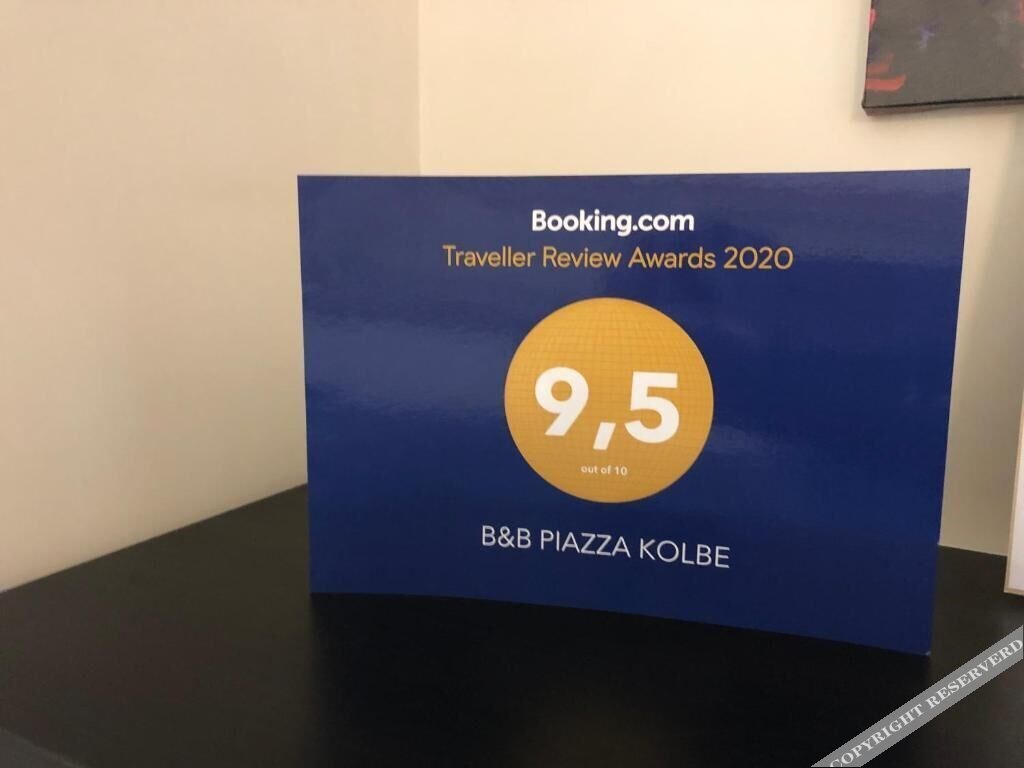 Booking.com
Traveller Review Awards 2020
9,5
out of 10
B&B PIAZZA KOLBE
COPYRIGHT RESERVERD